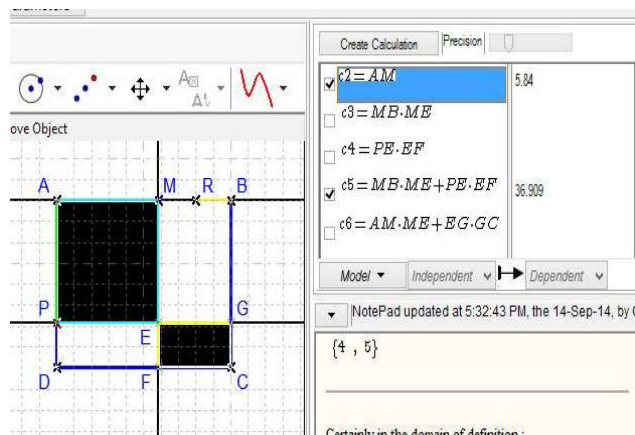 Create Calculation Precision
c2=AM 5.84
c3=MB·ME
c4=PE·EF
c5=MB·ME+PE·EF 36.909
c6=AM·ME+EG·GC
Model Independent Dependent
ove Object
A M R B
P E G
D F C
NotePad updated at 5:32:43 PM, the 14-Sep-14, by
{4 , 5}
Certainly in the domain of definition :